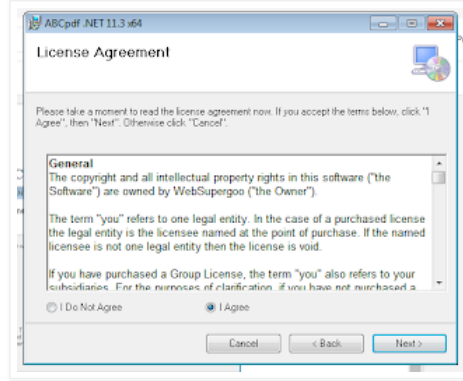 ABCpdf .NET 11.3 x64
License Agreement
Please take a moment to read the license agreement now. If you accept the terms below, click "I
Agree", then "Next". Otherwise click "Cancel".
General
The copyright and all intellectual property rights in this software ("the
Software") are owned by WebSupergoo ("the Owner").
The term "you" refers to one legal entity. In the case of a purchased license
the legal entity is the licensee named at the point of purchase. If the named
licensee is not one legal entity then the license is void.
If you have purchased a Group License, the term "you" also refers to your
subsidiaries. For the purposes of clarification, if you have not purchased a
I Do Not Agree
I Agree
Cancel
< Back
Next >